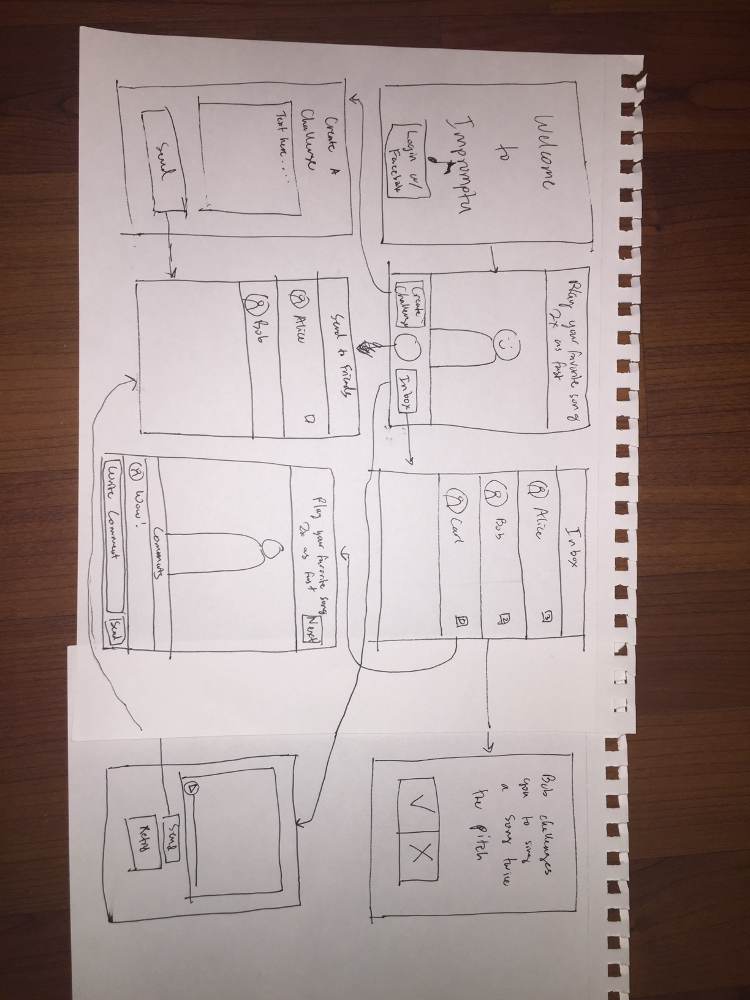 Welcome
to
Impromptu
Login w/
Facebook
Play your favorite song
2x as fast
Create
Challenge
Inbox
Inbox
Alice
3
Bob
2
Carl
Bob challenges
you to sing
a song twice
the pitch
Create A
Challenge
Text here....
Send
Send to Friends
Alice
Bob
Play your favorite song
2x as fast
Next
Comments
Wow!
Write Comment
Send
Send
Retry